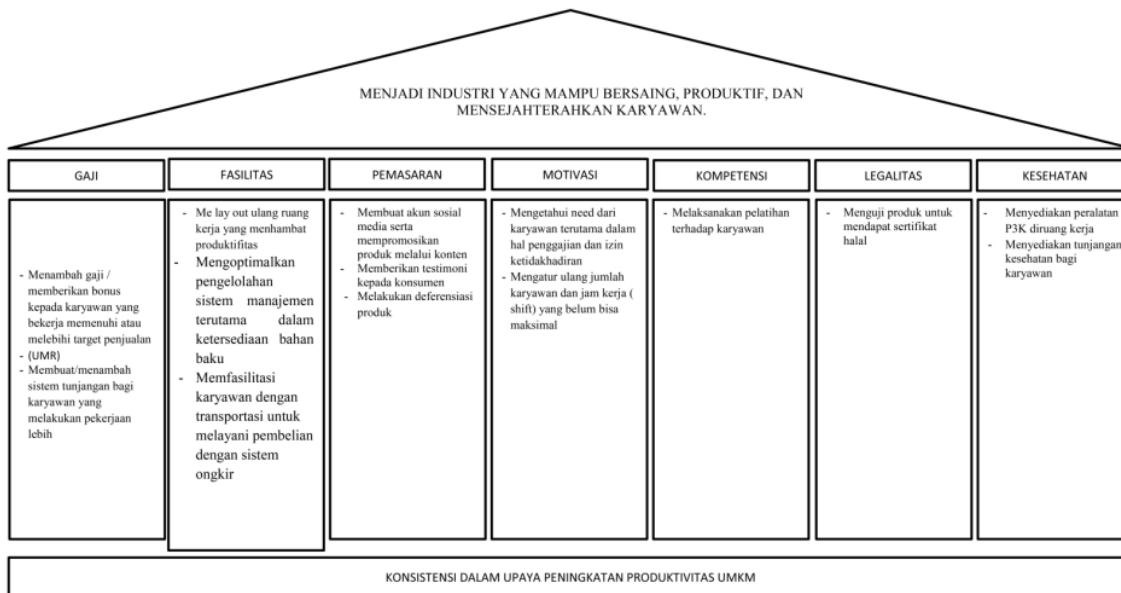 MENJADI INDUSTRI YANG MAMPU BERSAING, PRODUKTIF, DAN
MENSEJAHTERAHKAN KARYAWAN.
GAJI
- Menambah gaji /
memberikan bonus
kepada karyawan yang
bekerja memenuhi atau
melebihi target penjualan
- (UMR)
- Membuat/menambah
sistem tunjangan bagi
karyawan yang
melakukan pekerjaan
lebih
FASILITAS
- Me lay out ulang ruang
kerja yang menhambat
produktifitas
- Mengoptimalkan
pengelolahan
sistem manajemen
terutama dalam
ketersediaan bahan
baku
- Memfasilitasi
karyawan dengan
transportasi untuk
melayani pembelian
dengan sistem
ongkir
PEMASARAN
- Membuat akun sosial
media serta
mempromosikan
produk melalui konten
- Memberikan testimoni
kepada konsumen
- Melakukan deferensiasi
produk
MOTIVASI
- Mengetahui need dari
karyawan terutama dalam
hal penggajian dan izin
ketidakhadiran
- Mengatur ulang jumlah
karyawan dan jam kerja (
shift) yang belum bisa
maksimal
KOMPETENSI
- Melaksanakan pelatihan
terhadap karyawan
LEGALITAS
- Menguji produk untuk
mendapat sertifikat
halal
KESEHATAN
- Menyediakan peralatan
P3K diruang kerja
- Menyediakan tunjangan
kesehatan bagi
karyawan
KONSISTENSI DALAM UPAYA PENINGKATAN PRODUKTIVITAS UMKM